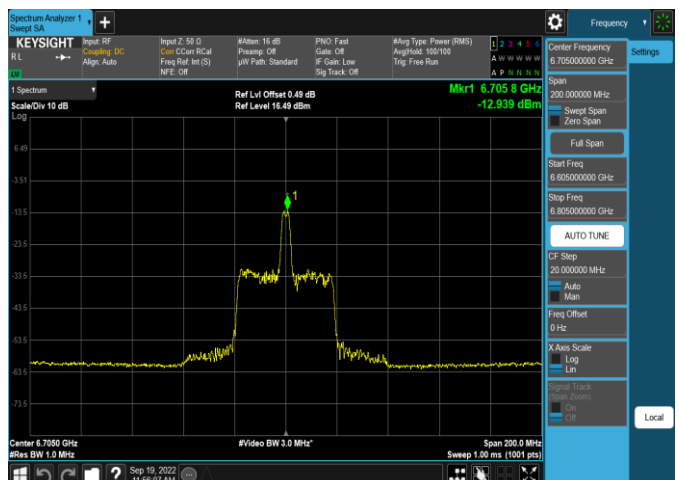 Spectrum Analyzer 1
Swept SA
Frequency
KEYSIGHT
RL
Input: RF
Coupling: DC
Align: Auto
Input Z: 50 Ω
Corr CCorr RCal
Freq Ref: Int (S)
NFE: Off
#Atten: 16 dB
Preamp: Off
µW Path: Standard
PNO: Fast
Gate: Off
IF Gain: Low
Sig Track: Off
#Avg Type: Power (RMS)
Avg|Hold: 100/100
Trig: Free Run
1 2 3 4 5 6
A W W W W W
A P N N N N
1 Spectrum
Scale/Div 10 dB
Log
Ref Lvl Offset 0.49 dB
Ref Level 16.49 dBm
Mkr1 6.705 8 GHz
-12.939 dBm
1
6.49
-3.51
-13.5
-23.5
-33.5
-43.5
-53.5
-63.5
-73.5
Center 6.7050 GHz
#Res BW 1.0 MHz
#Video BW 3.0 MHz*
Span 200.0 MHz
Sweep 1.00 ms (1001 pts)
Sep 19, 2022
11:56:07 AM
Center Frequency
6.705000000 GHz
Settings
Span
200.000000 MHz
Swept Span
Zero Span
Full Span
Start Freq
6.605000000 GHz
Stop Freq
6.805000000 GHz
AUTO TUNE
CF Step
20.000000 MHz
Auto
Man
Freq Offset
0 Hz
X Axis Scale
Log
Lin
Signal Track
(Span Zoom)
On
Off
Local